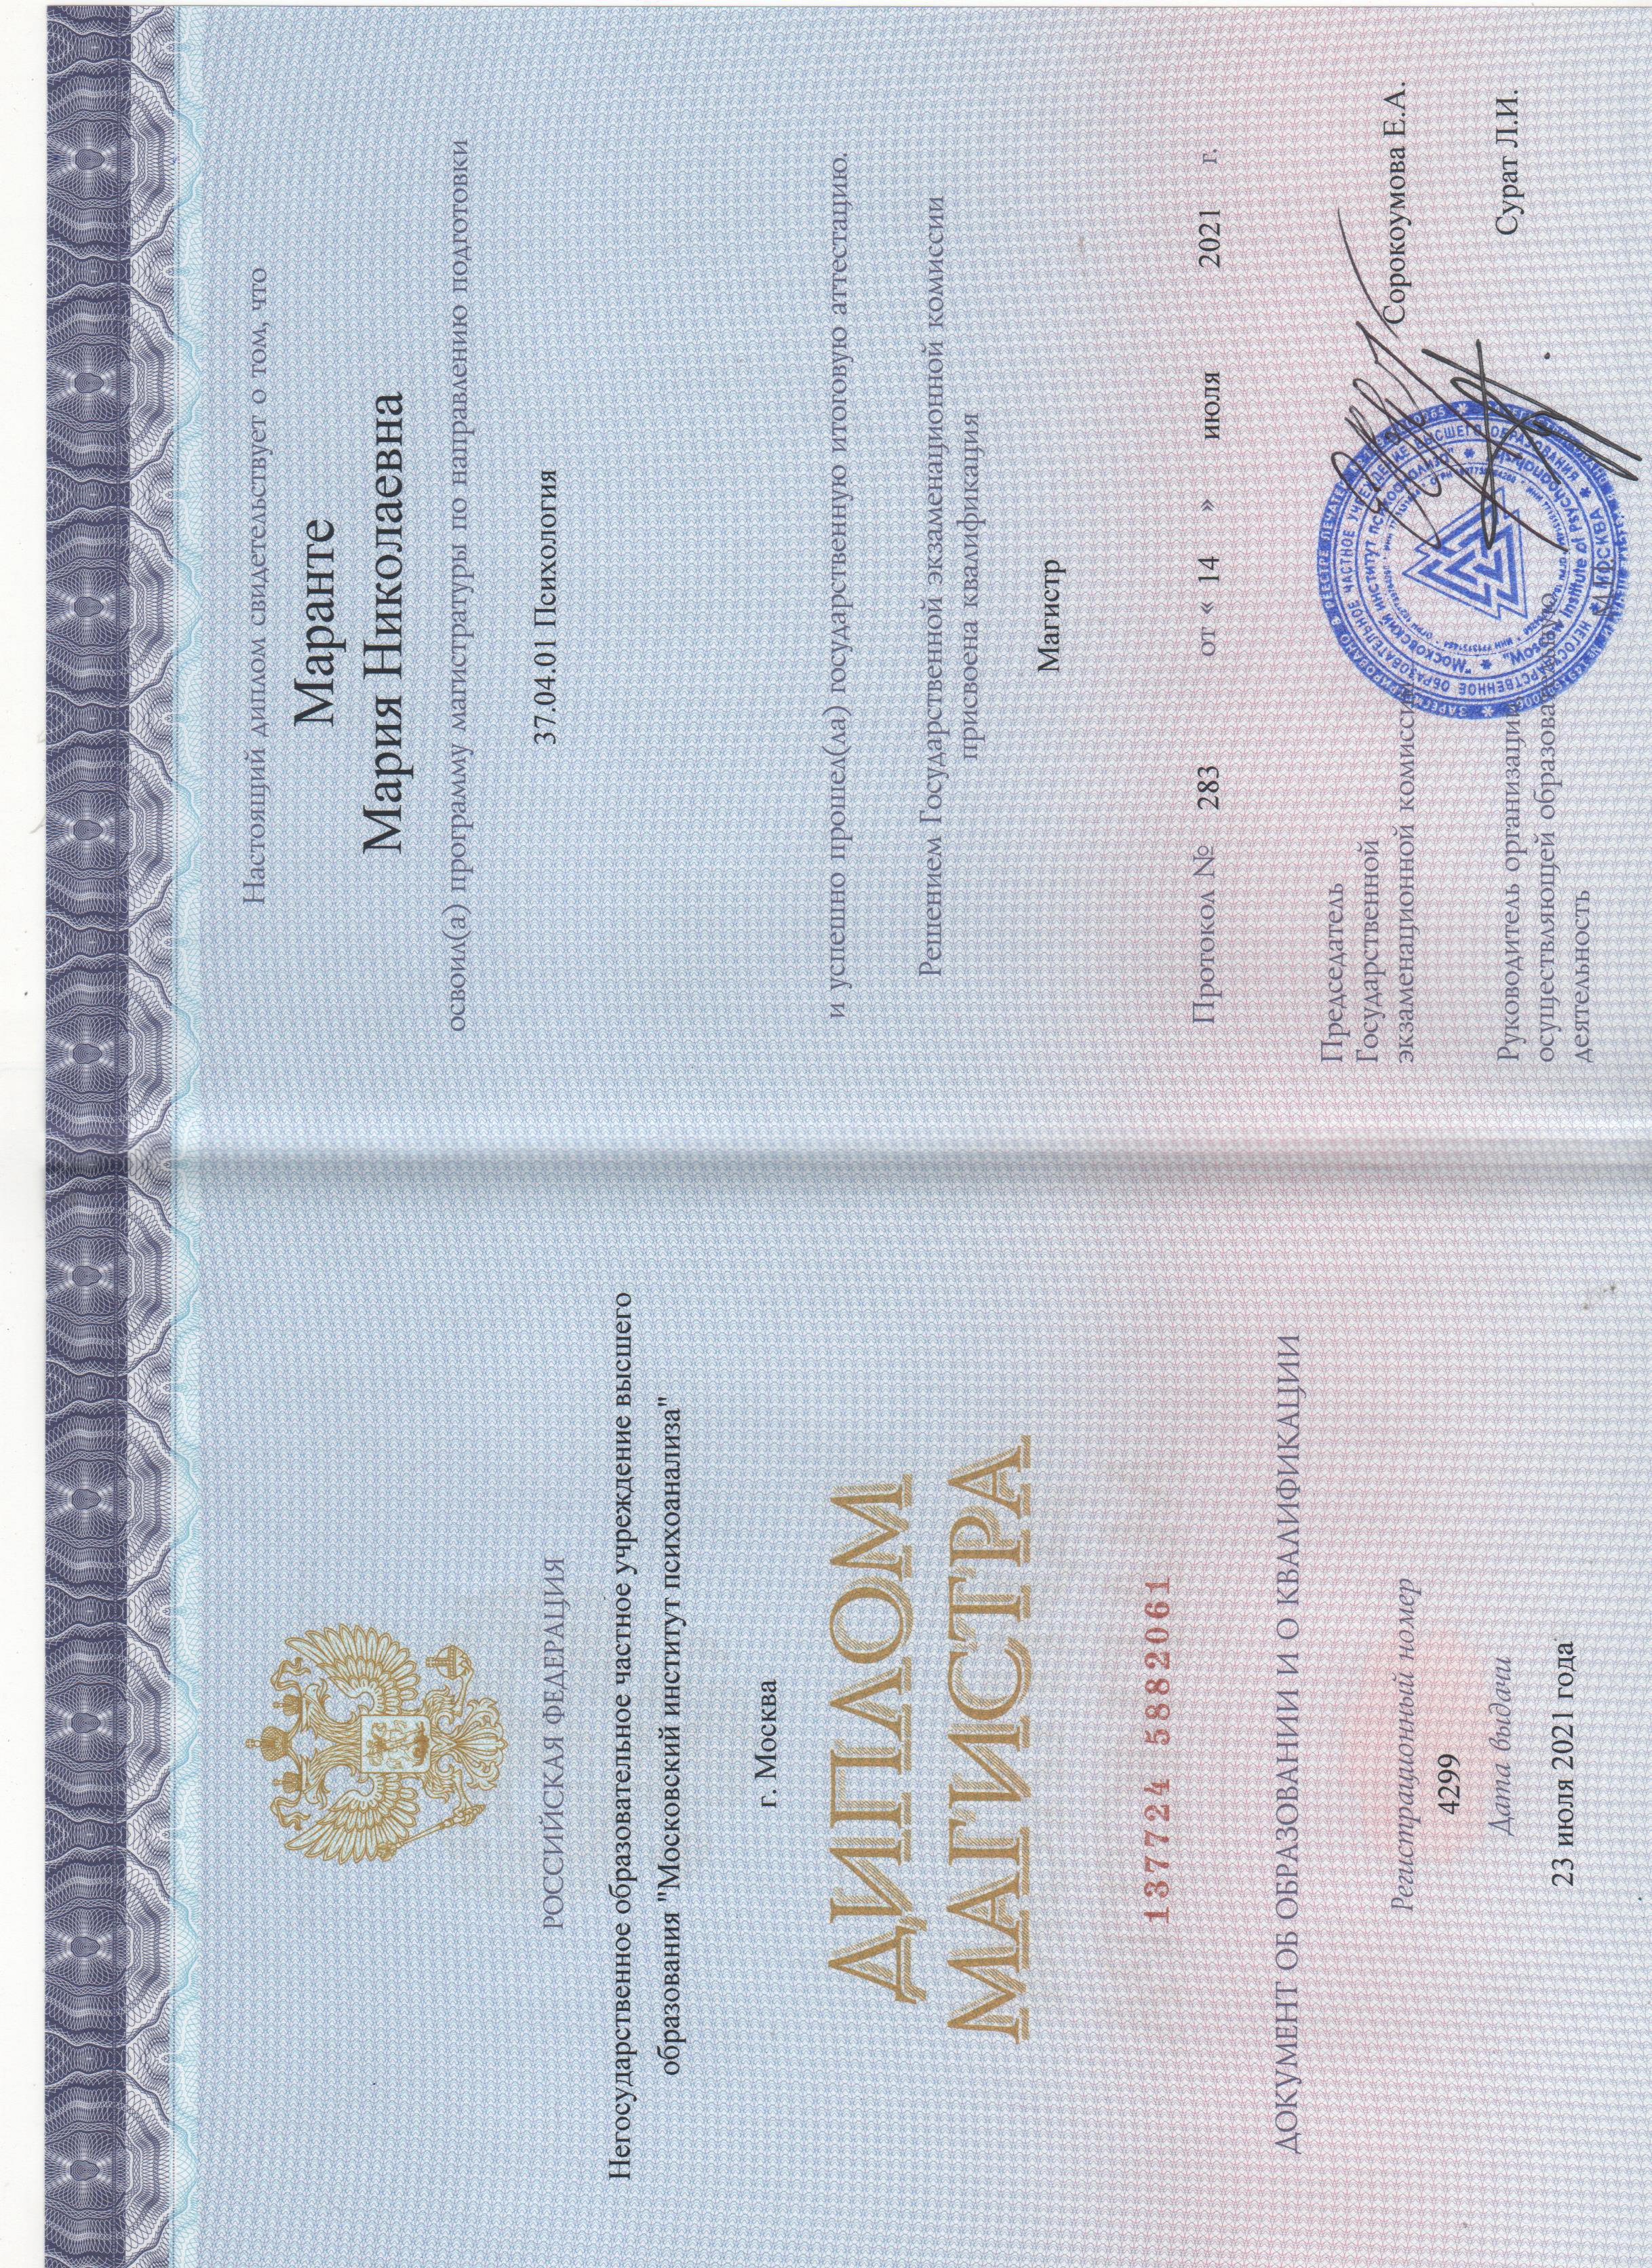 РОССИЙСКАЯ ФЕДЕРАЦИЯ
Негосударственное образовательное частное учреждение высшего
образования "Московский институт психоанализа"
г. Москва
ДИПЛОМ
МАГИСТРА
137724 5882061
ДОКУМЕНТ ОБ ОБРАЗОВАНИИ И О КВАЛИФИКАЦИИ
Регистрационный номер
4299
Дата выдачи
23 июля 2021 года
Настоящий диплом свидетельствует о том, что
Маранте
Мария Николаевна
освоил(а) программу магистратуры по направлению подготовки
37.04.01 Психология
и успешно прошел(ла) государственную итоговую аттестацию.
Решением Государственной экзаменационной комиссии
присвоена квалификация
Магистр
Протокол № 283 от « 14 » июля 2021 г.
Председатель
Государственной
экзаменационной комиссии
Сорокоумова Е.А.
Руководитель организации,
осуществляющей образовательную
деятельность
Сурат Л.И.
М.П.
НЕГОСУДАРСТВЕННОЕ ОБРАЗОВАТЕЛЬНОЕ ЧАСТНОЕ УЧРЕЖДЕНИЕ ВЫСШЕГО ОБРАЗОВАНИЯ
"Московский институт психоанализа"
"Moscow Institute of Psychoanalysis"
МОСКВА